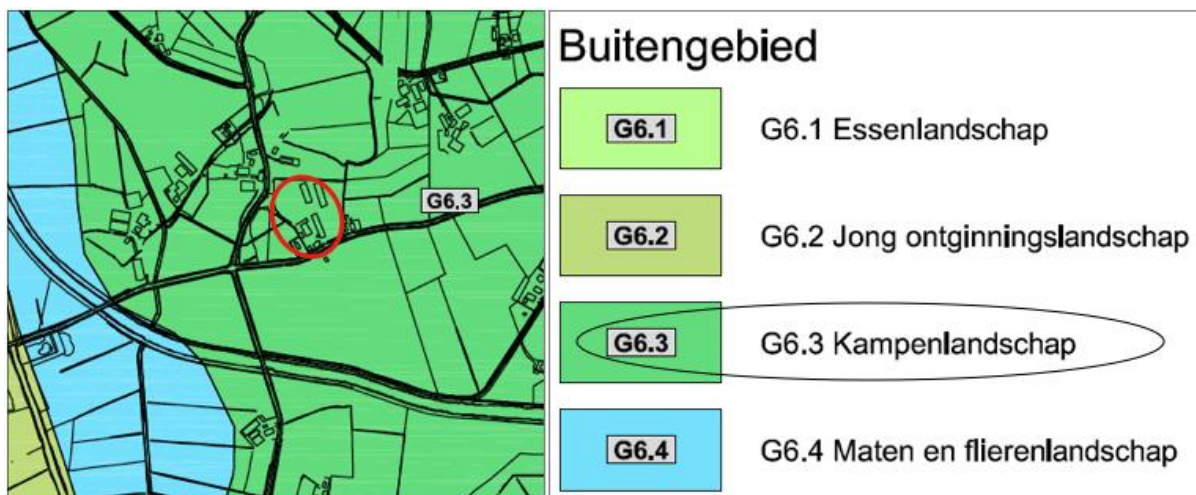 G6.3
Buitengebied
G6.1 G6.1 Essenlandschap
G6.2 G6.2 Jong ontginningslandschap
G6.3 G6.3 Kampenlandschap
G6.4 G6.4 Maten en flierenlandschap